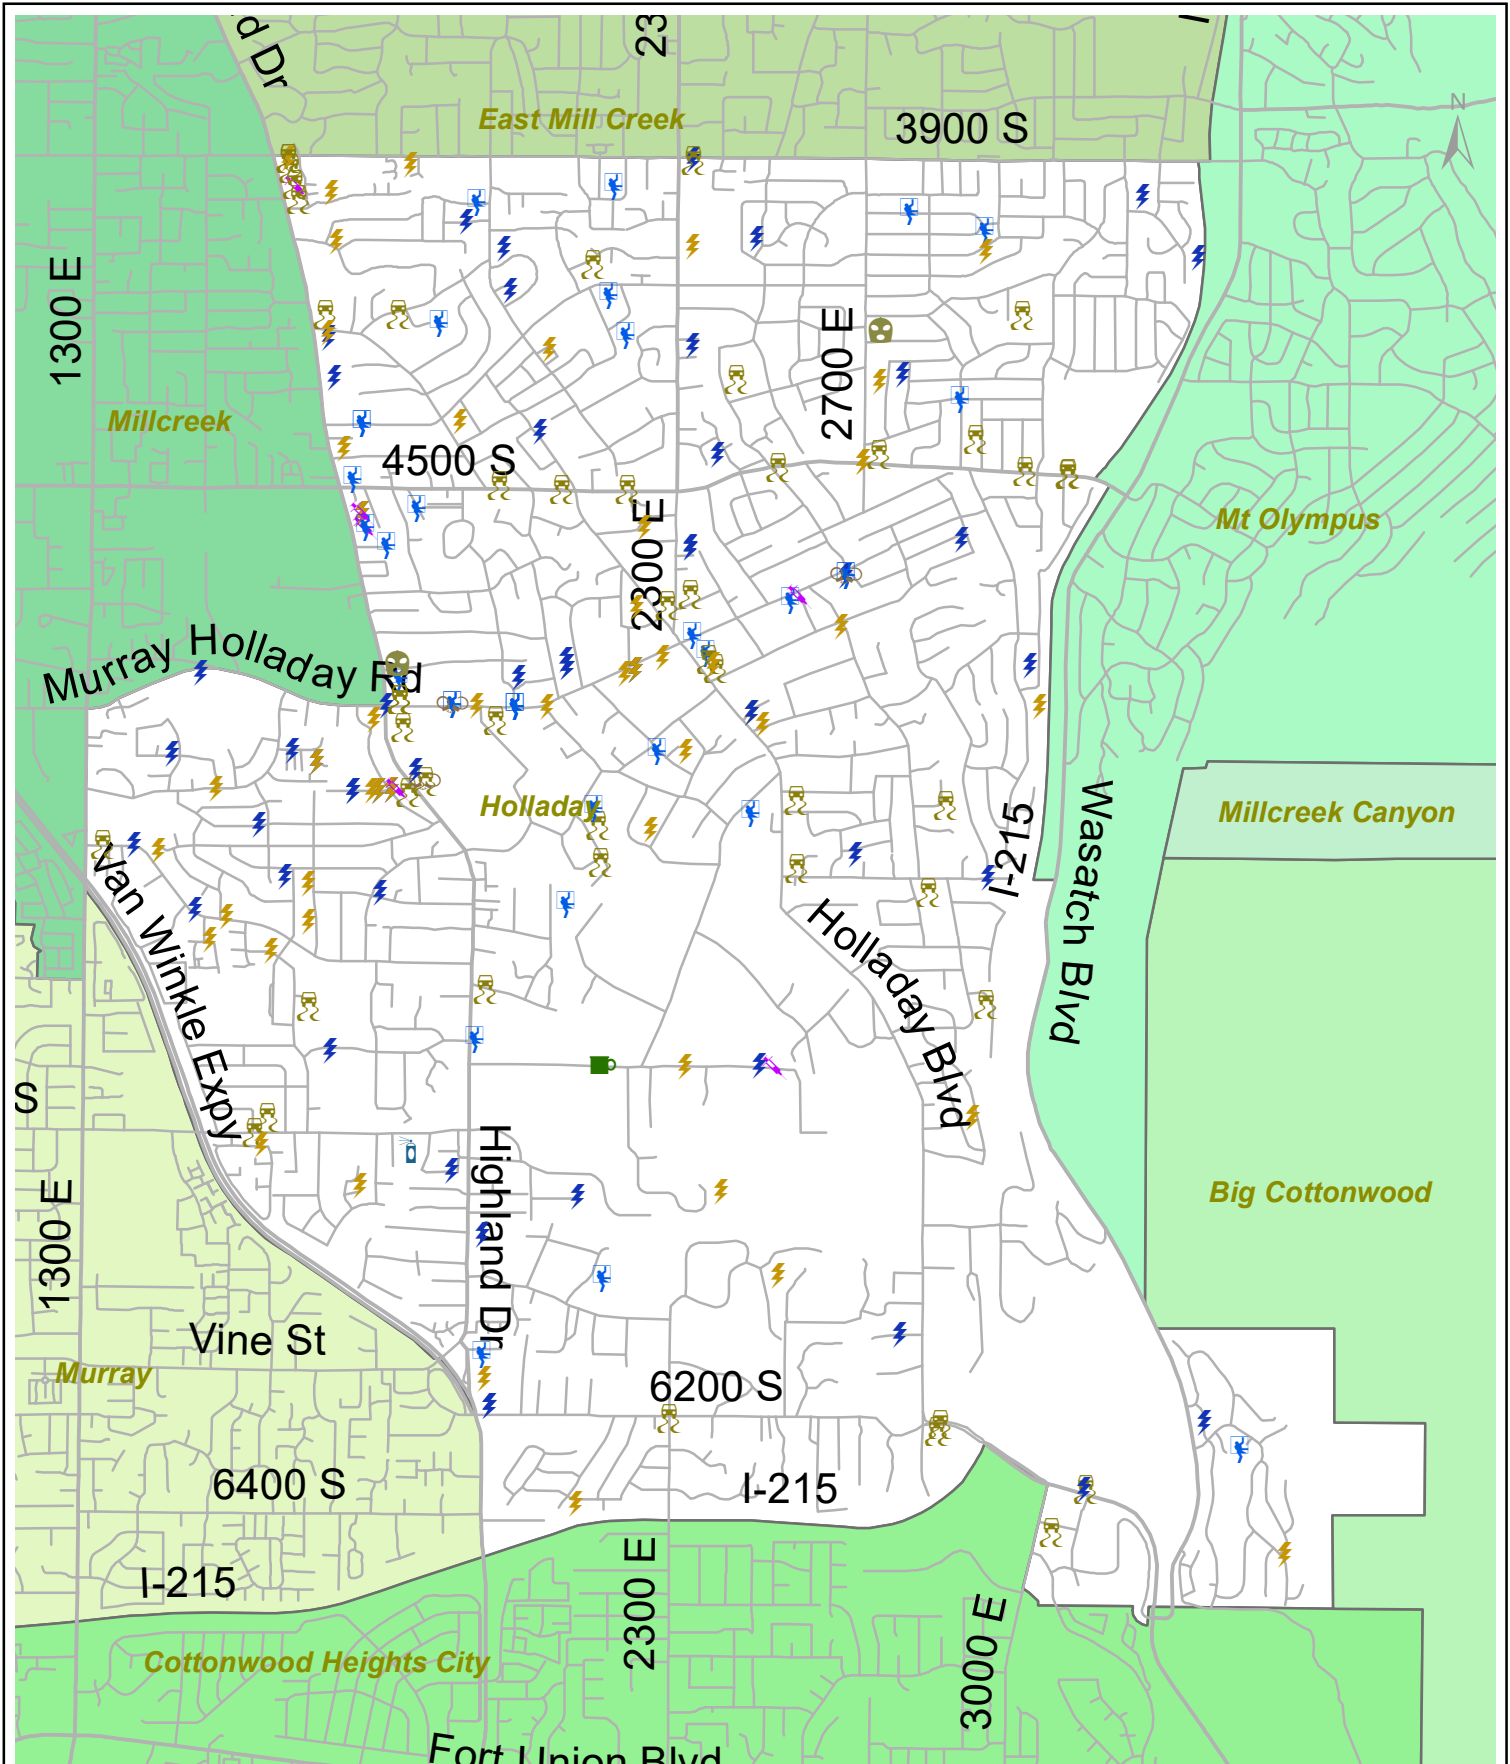 d Dr
23
N
East Mill Creek
3900 S
1300 E
2700 E
Millcreek
4500 S
Mt Olympus
2300 E
Murray Holladay Rd
Holladay
I-215
Wasatch Blvd
Millcreek Canyon
Van Winkle Expy
Holladay Blvd
S
Highland Dr
1300 E
Big Cottonwood
Vine St
Murray
6200 S
6400 S
I-215
I-215
2300 E
3000 E
Cottonwood Heights City
Fort Union Blvd